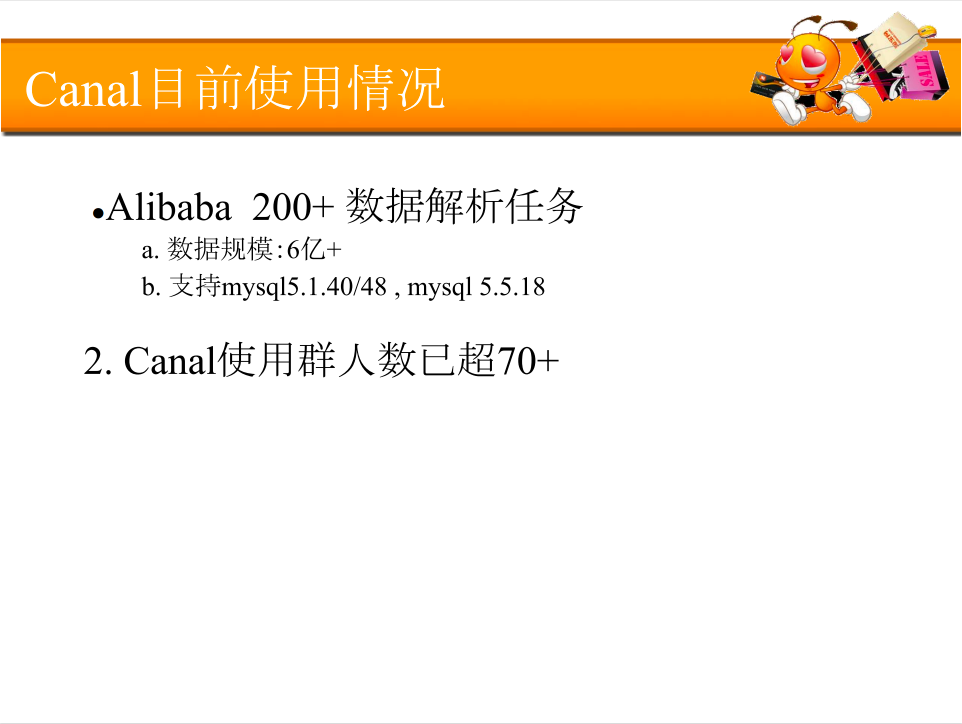 Canal目前使用情况
SALE
●Alibaba 200+ 数据解析任务
a. 数据规模:6亿+
b. 支持mysql5.1.40/48 , mysql 5.5.18
2. Canal使用群人数已超70+